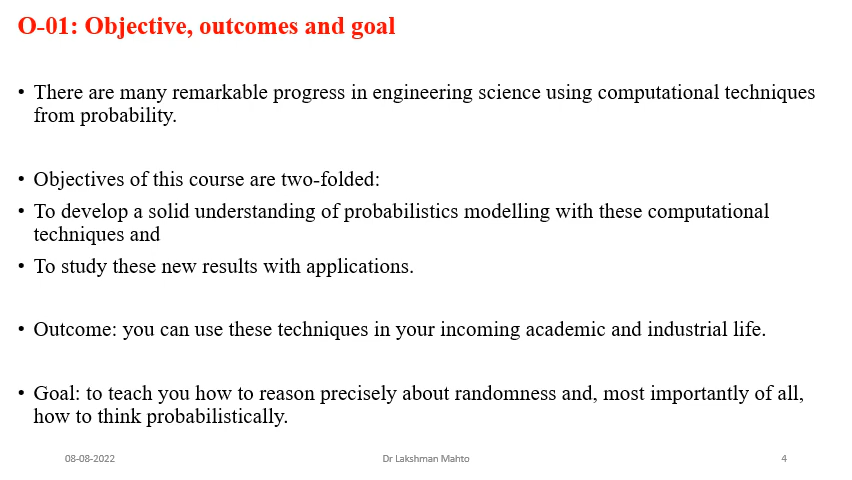 O-01: Objective, outcomes and goal
• There are many remarkable progress in engineering science using computational techniques
from probability.
• Objectives of this course are two-folded:
• To develop a solid understanding of probabilistics modelling with these computational
techniques and
• To study these new results with applications.
• Outcome: you can use these techniques in your incoming academic and industrial life.
• Goal: to teach you how to reason precisely about randomness and, most importantly of all,
how to think probabilistically.
08-08-2022 Dr Lakshman Mahto 4